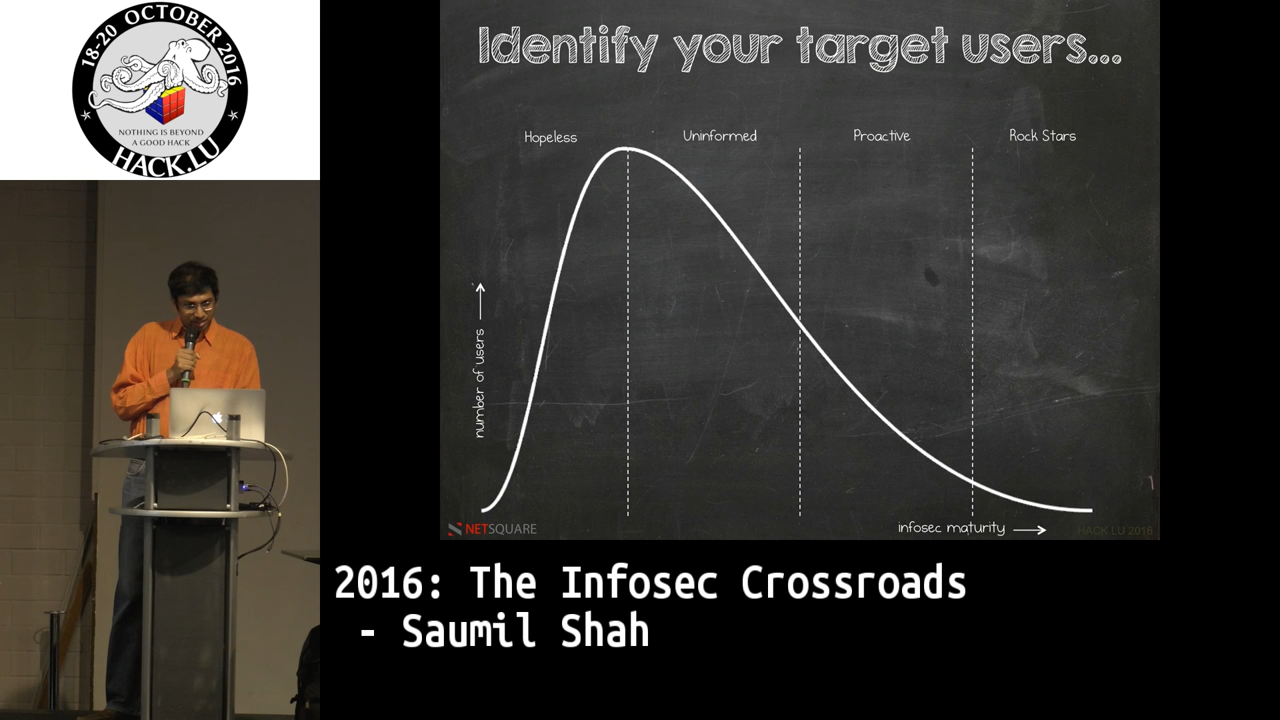 18-20 OCTOBER 2016
NOTHING IS BEYOND
A GOOD HACK
HACK.LU
Identify your target users...
Hopeless
Uninformed
Proactive
Rock Stars
number of users
infosec maturity
NETSQUARE
HACK.LU 2016
2016: The Infosec Crossroads
- Saumil Shah